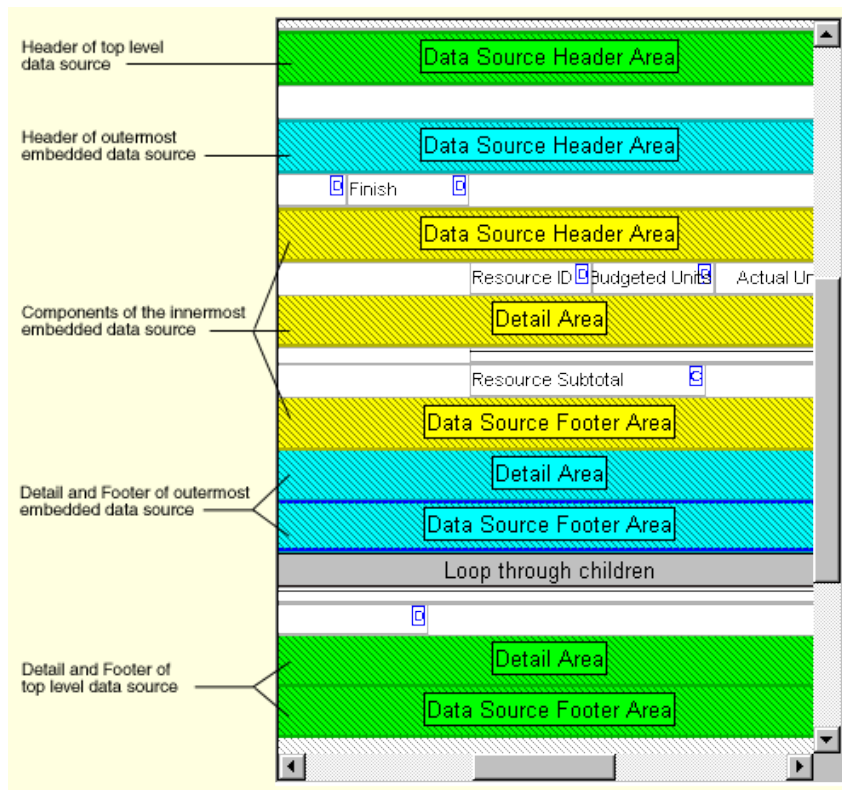 Header of top level
data source
Data Source Header Area
Header of outermost
embedded data source
Data Source Header Area
D Finish D
Data Source Header Area
Resource ID D Budgeted Units D Actual Un
Components of the innermost
embedded data source
Detail Area
Resource Subtotal C
Data Source Footer Area
Detail Area
Detail and Footer of outermost
embedded data source
Data Source Footer Area
Loop through children
D
Detail Area
Detail and Footer of
top level data source
Data Source Footer Area